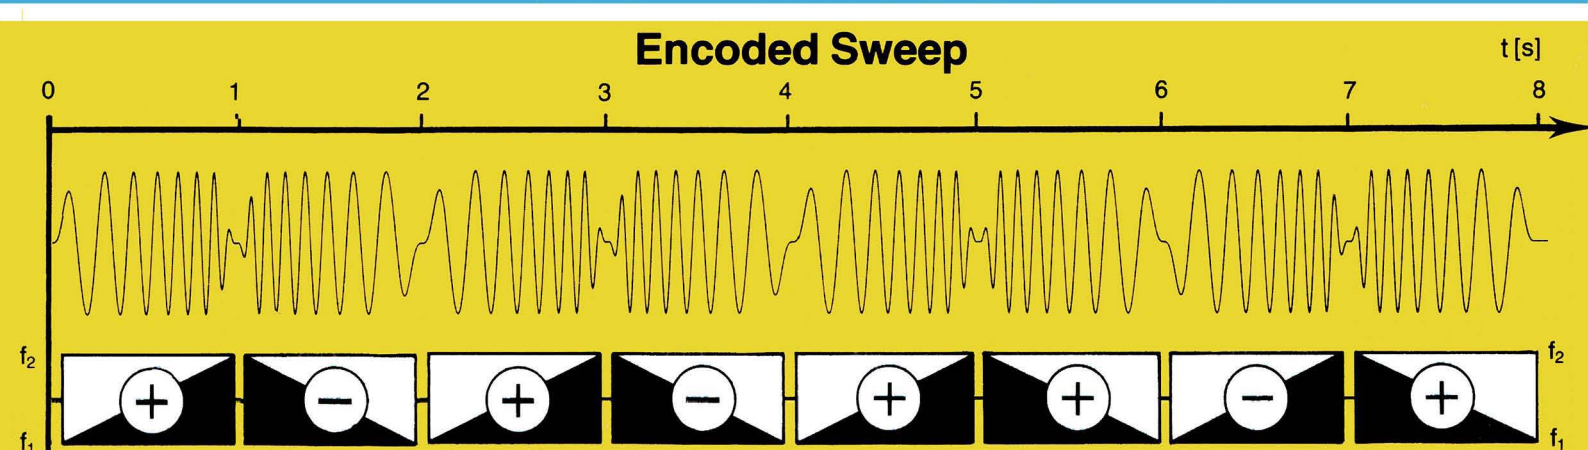 Encoded Sweep
t [s]
0 1 2 3 4 5 6 7 8
f₂ f₂
+ − + − + + − +
f₁ f₁